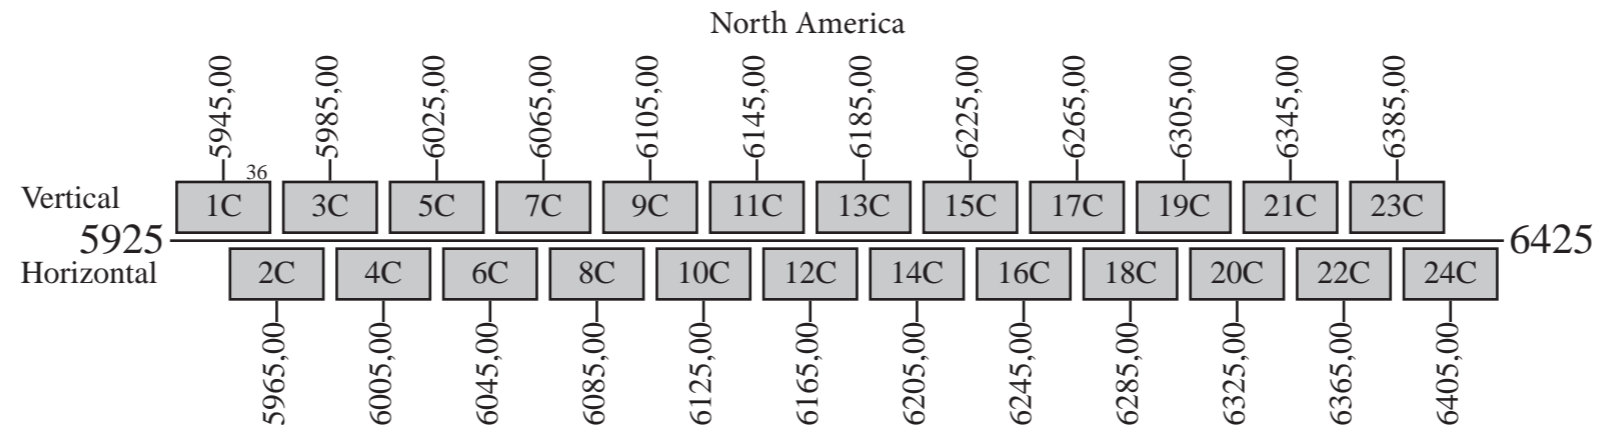 North America
5945,00 5985,00 6025,00 6065,00 6105,00 6145,00 6185,00 6225,00 6265,00 6305,00 6345,00 6385,00
36
Vertical 1C 3C 5C 7C 9C 11C 13C 15C 17C 19C 21C 23C
5925 6425
Horizontal 2C 4C 6C 8C 10C 12C 14C 16C 18C 20C 22C 24C
5965,00 6005,00 6045,00 6085,00 6125,00 6165,00 6205,00 6245,00 6285,00 6325,00 6365,00 6405,00